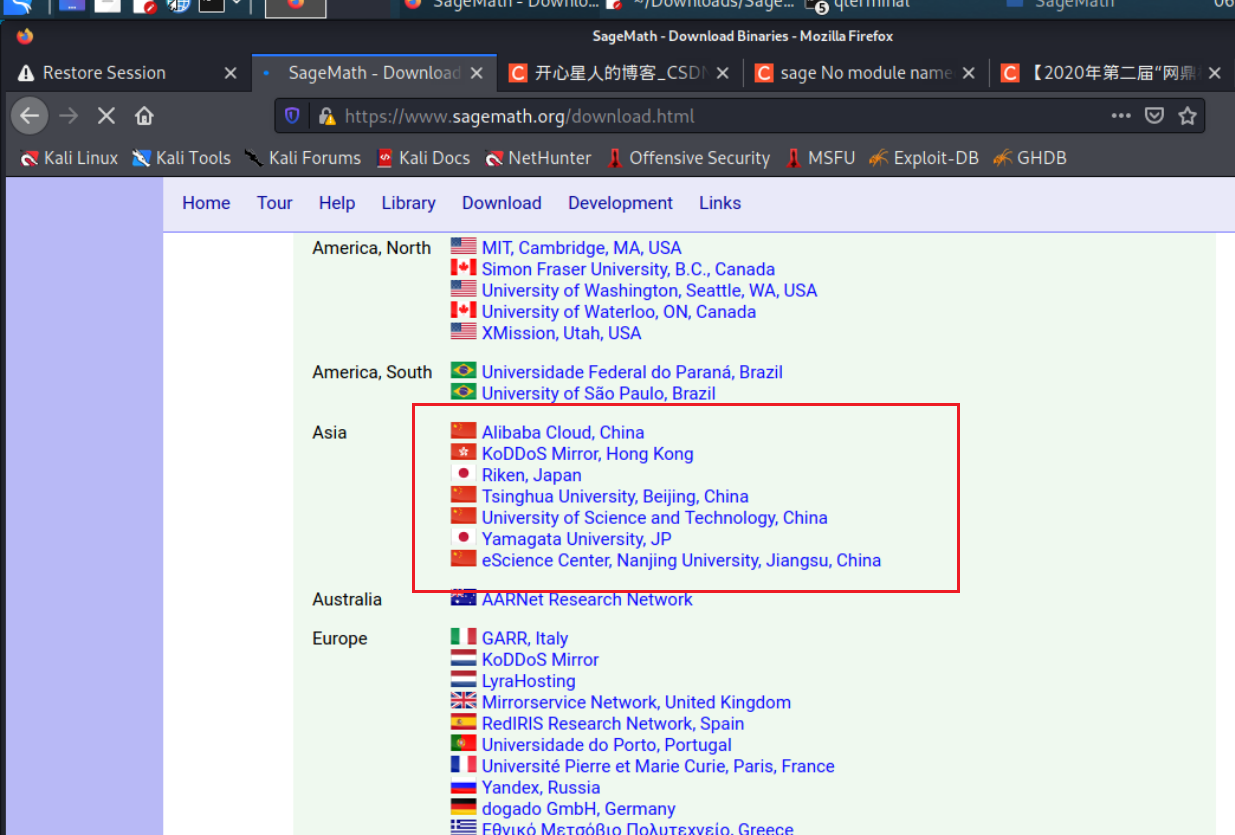 SageMath - Downlo... ~/Downloads/Sage... 5 qterminal SageMath 06
SageMath - Download Binaries - Mozilla Firefox
Restore Session SageMath - Download 开心星人的博客_CSDN sage No module name 【2020年第二届“网鼎
https://www.sagemath.org/download.html
Kali Linux Kali Tools Kali Forums Kali Docs NetHunter Offensive Security MSFU Exploit-DB GHDB
Home Tour Help Library Download Development Links
America, North MIT, Cambridge, MA, USA
Simon Fraser University, B.C., Canada
University of Washington, Seattle, WA, USA
University of Waterloo, ON, Canada
XMission, Utah, USA
America, South Universidade Federal do Paraná, Brazil
University of São Paulo, Brazil
Asia Alibaba Cloud, China
KoDDoS Mirror, Hong Kong
Riken, Japan
Tsinghua University, Beijing, China
University of Science and Technology, China
Yamagata University, JP
eScience Center, Nanjing University, Jiangsu, China
Australia AARNet Research Network
Europe GARR, Italy
KoDDoS Mirror
LyraHosting
Mirrorservice Network, United Kingdom
RedIRIS Research Network, Spain
Universidade do Porto, Portugal
Université Pierre et Marie Curie, Paris, France
Yandex, Russia
dogado GmbH, Germany
Εθνικό Μετσόβιο Πολυτεχνείο, Greece